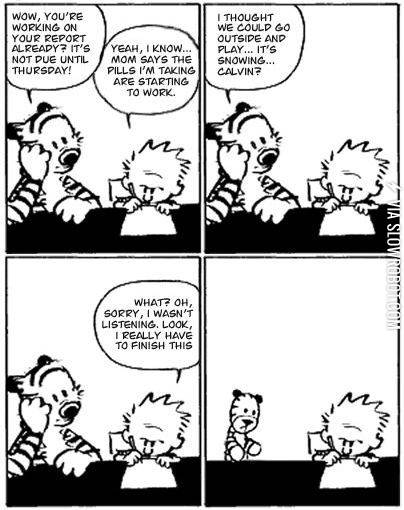 WOW, YOU'RE
WORKING ON
YOUR REPORT
ALREADY? IT'S
NOT DUE UNTIL
THURSDAY!
YEAH, I KNOW...
MOM SAYS THE
PILLS I'M TAKING
ARE STARTING
TO WORK.
I THOUGHT
WE COULD GO
OUTSIDE AND
PLAY... IT'S
SNOWING...
CALVIN?
WHAT? OH,
SORRY, I WASN'T
LISTENING. LOOK,
I REALLY HAVE
TO FINISH THIS
VIA SLOWROBOT.COM